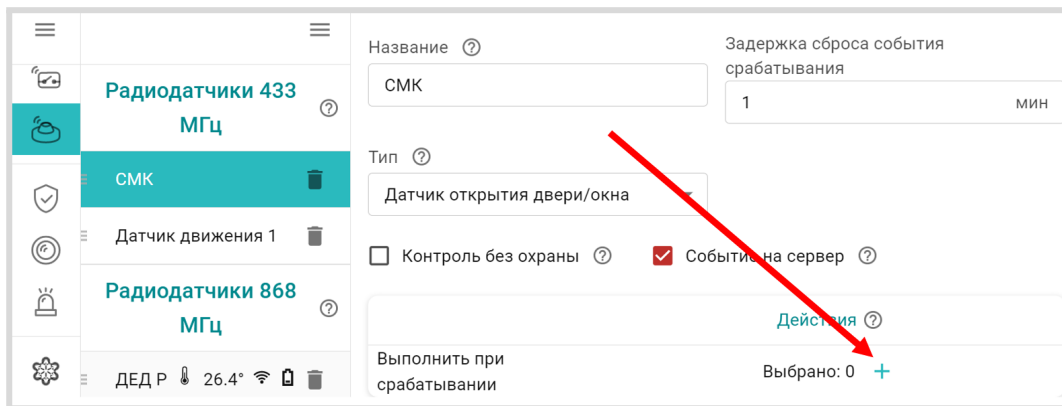 Радиодатчики 433
МГц
СМК
Датчик движения 1
Радиодатчики 868
МГц
ДЕД Р 26.4°
Название
СМК
Задержка сброса события
срабатывания
1 мин
Тип
Датчик открытия двери/окна
Контроль без охраны Событие на сервер
Действия
Выполнить при
срабатывании
Выбрано: 0